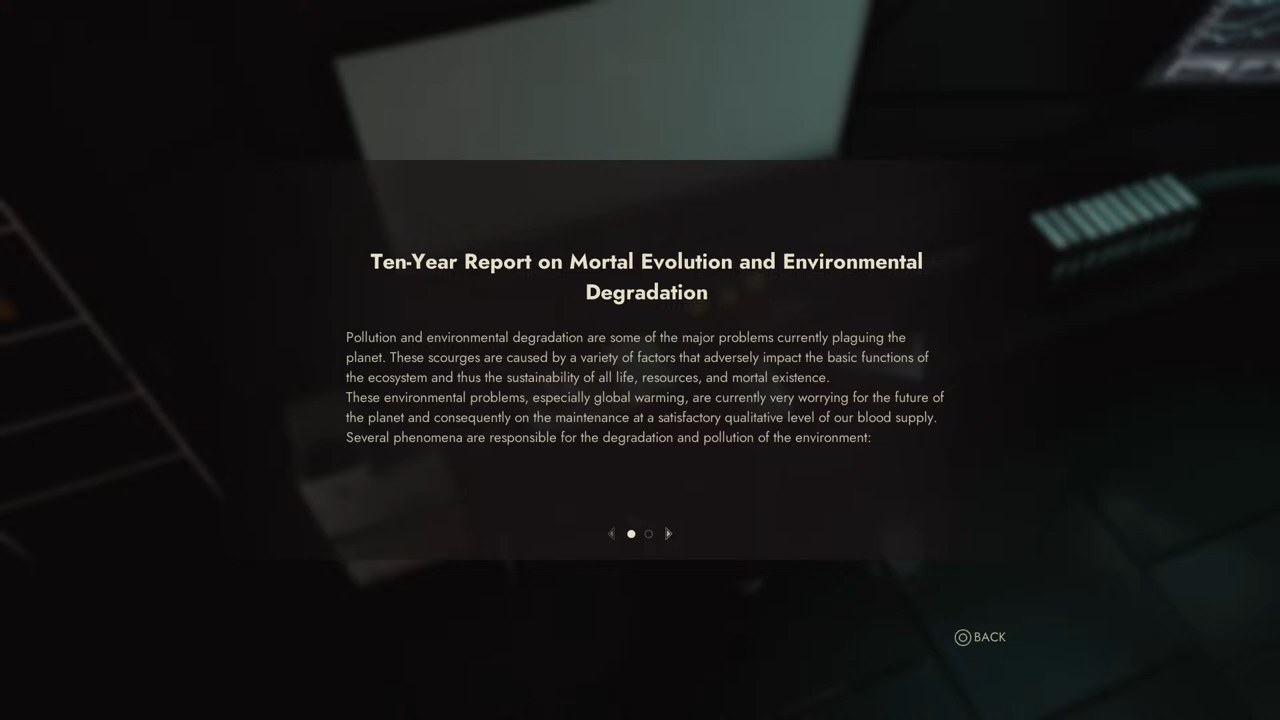 Ten-Year Report on Mortal Evolution and Environmental
Degradation
Pollution and environmental degradation are some of the major problems currently plaguing the
planet. These scourges are caused by a variety of factors that adversely impact the basic functions of
the ecosystem and thus the sustainability of all life, resources, and mortal existence.
These environmental problems, especially global warming, are currently very worrying for the future of
the planet and consequently on the maintenance at a satisfactory qualitative level of our blood supply.
Several phenomena are responsible for the degradation and pollution of the environment:
BACK